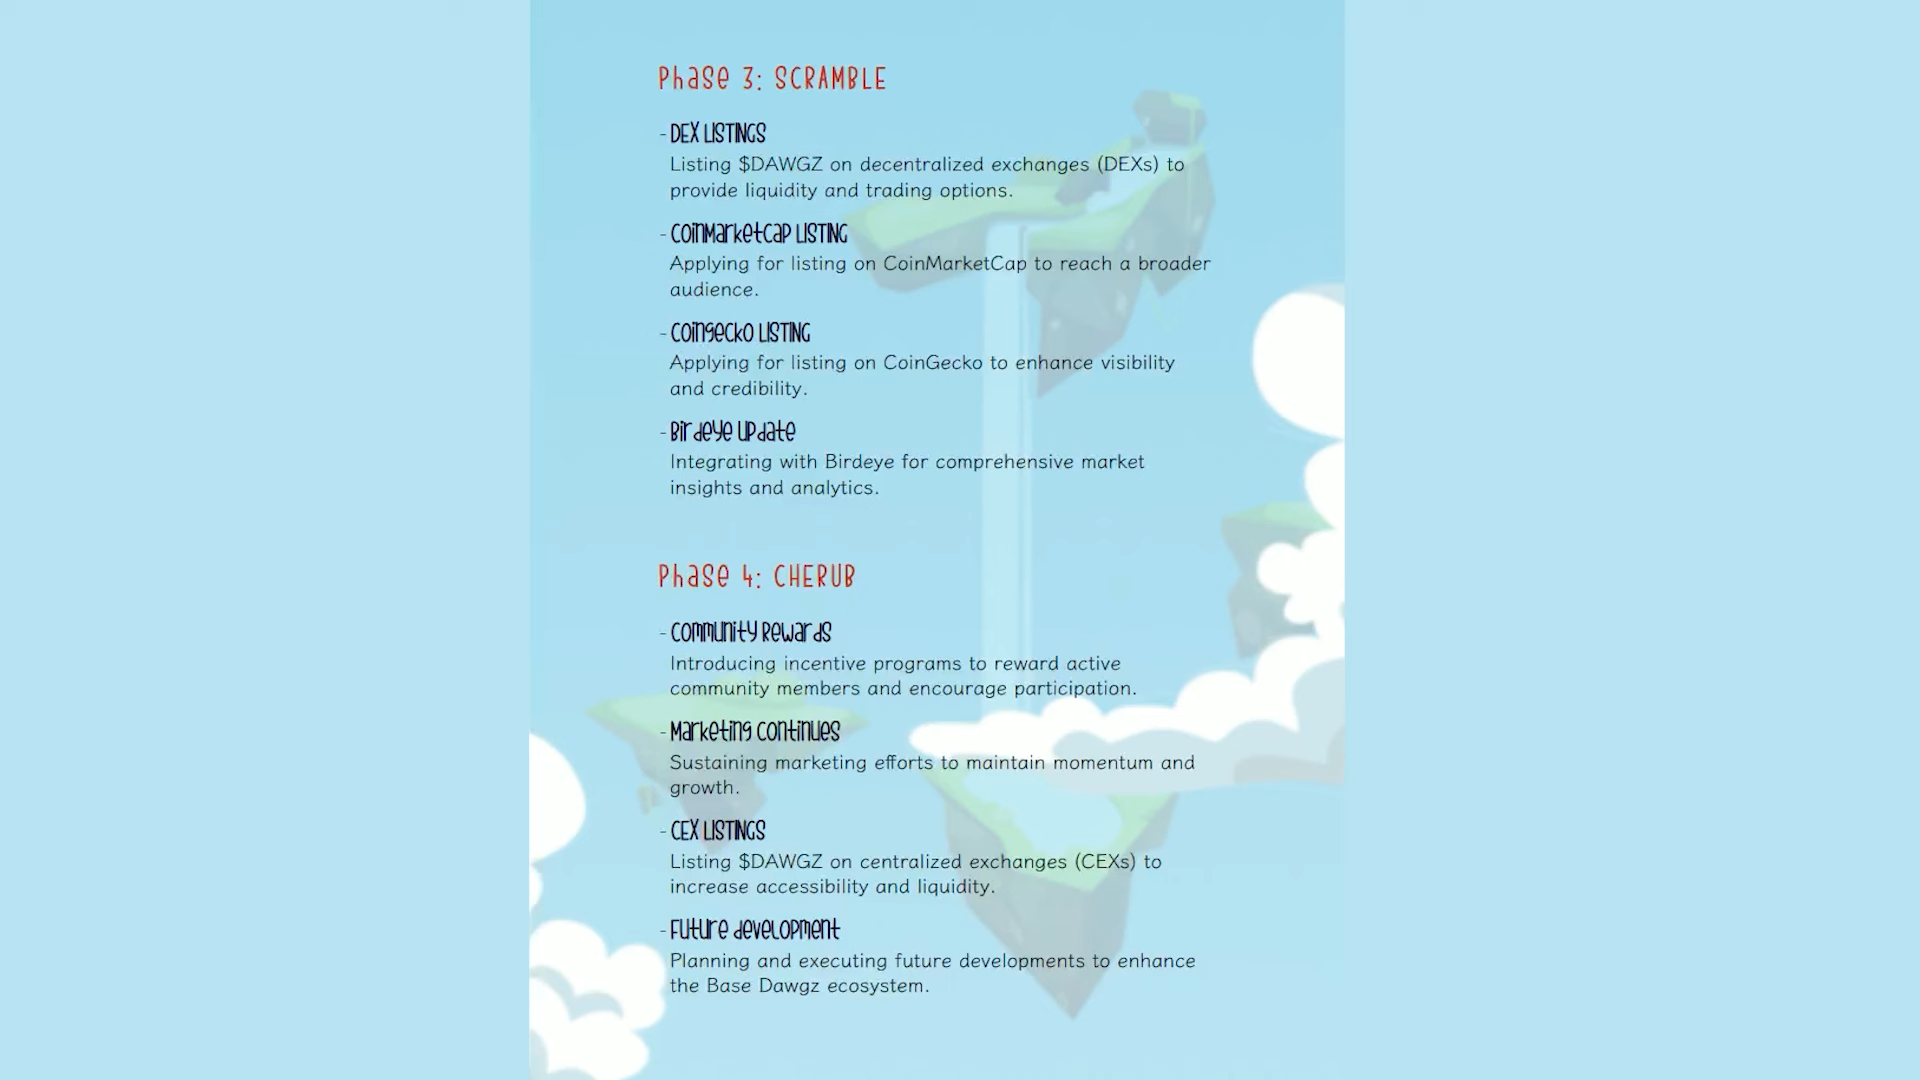 Phase 3: SCRAMBLE
- DEX LISTINGS
Listing $DAWGZ on decentralized exchanges (DEXs) to
provide liquidity and trading options.
- CoinMarketCap LISTING
Applying for listing on CoinMarketCap to reach a broader
audience.
- CoinGecko LISTING
Applying for listing on CoinGecko to enhance visibility
and credibility.
- Birdeye Update
Integrating with Birdeye for comprehensive market
insights and analytics.
Phase 4: CHERUB
- Community Rewards
Introducing incentive programs to reward active
community members and encourage participation.
- Marketing Continues
Sustaining marketing efforts to maintain momentum and
growth.
- CEX LISTINGS
Listing $DAWGZ on centralized exchanges (CEXs) to
increase accessibility and liquidity.
- Future development
Planning and executing future developments to enhance
the Base Dawgz ecosystem.